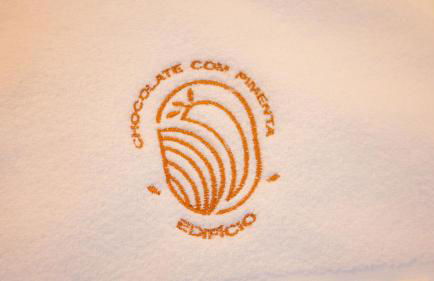 CHOCOLATE COM PIMENTA
EDIFÍCIO